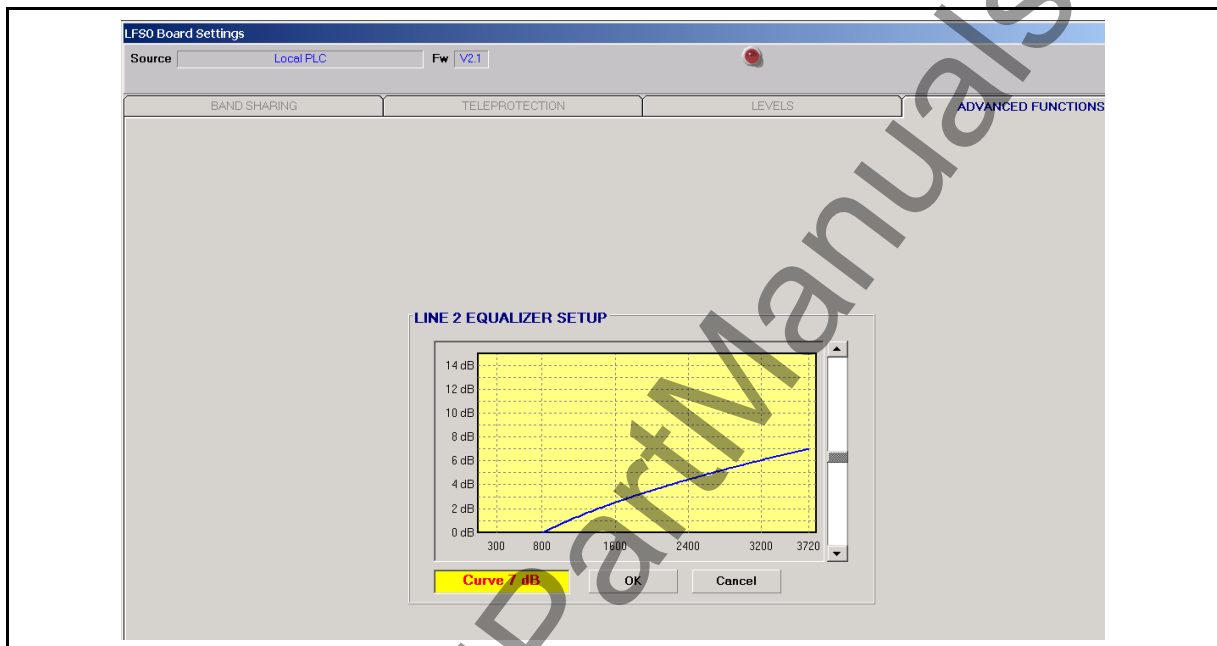 LFSO Board Settings
Source Local PLC Fw V2.1
BAND SHARING TELEPROTECTION LEVELS ADVANCED FUNCTIONS
LINE 2 EQUALIZER SETUP
14 dB
12 dB
10 dB
8 dB
6 dB
4 dB
2 dB
0 dB
300 800 1600 2400 3200 3720
Curve 7 dB OK Cancel
DartManuals